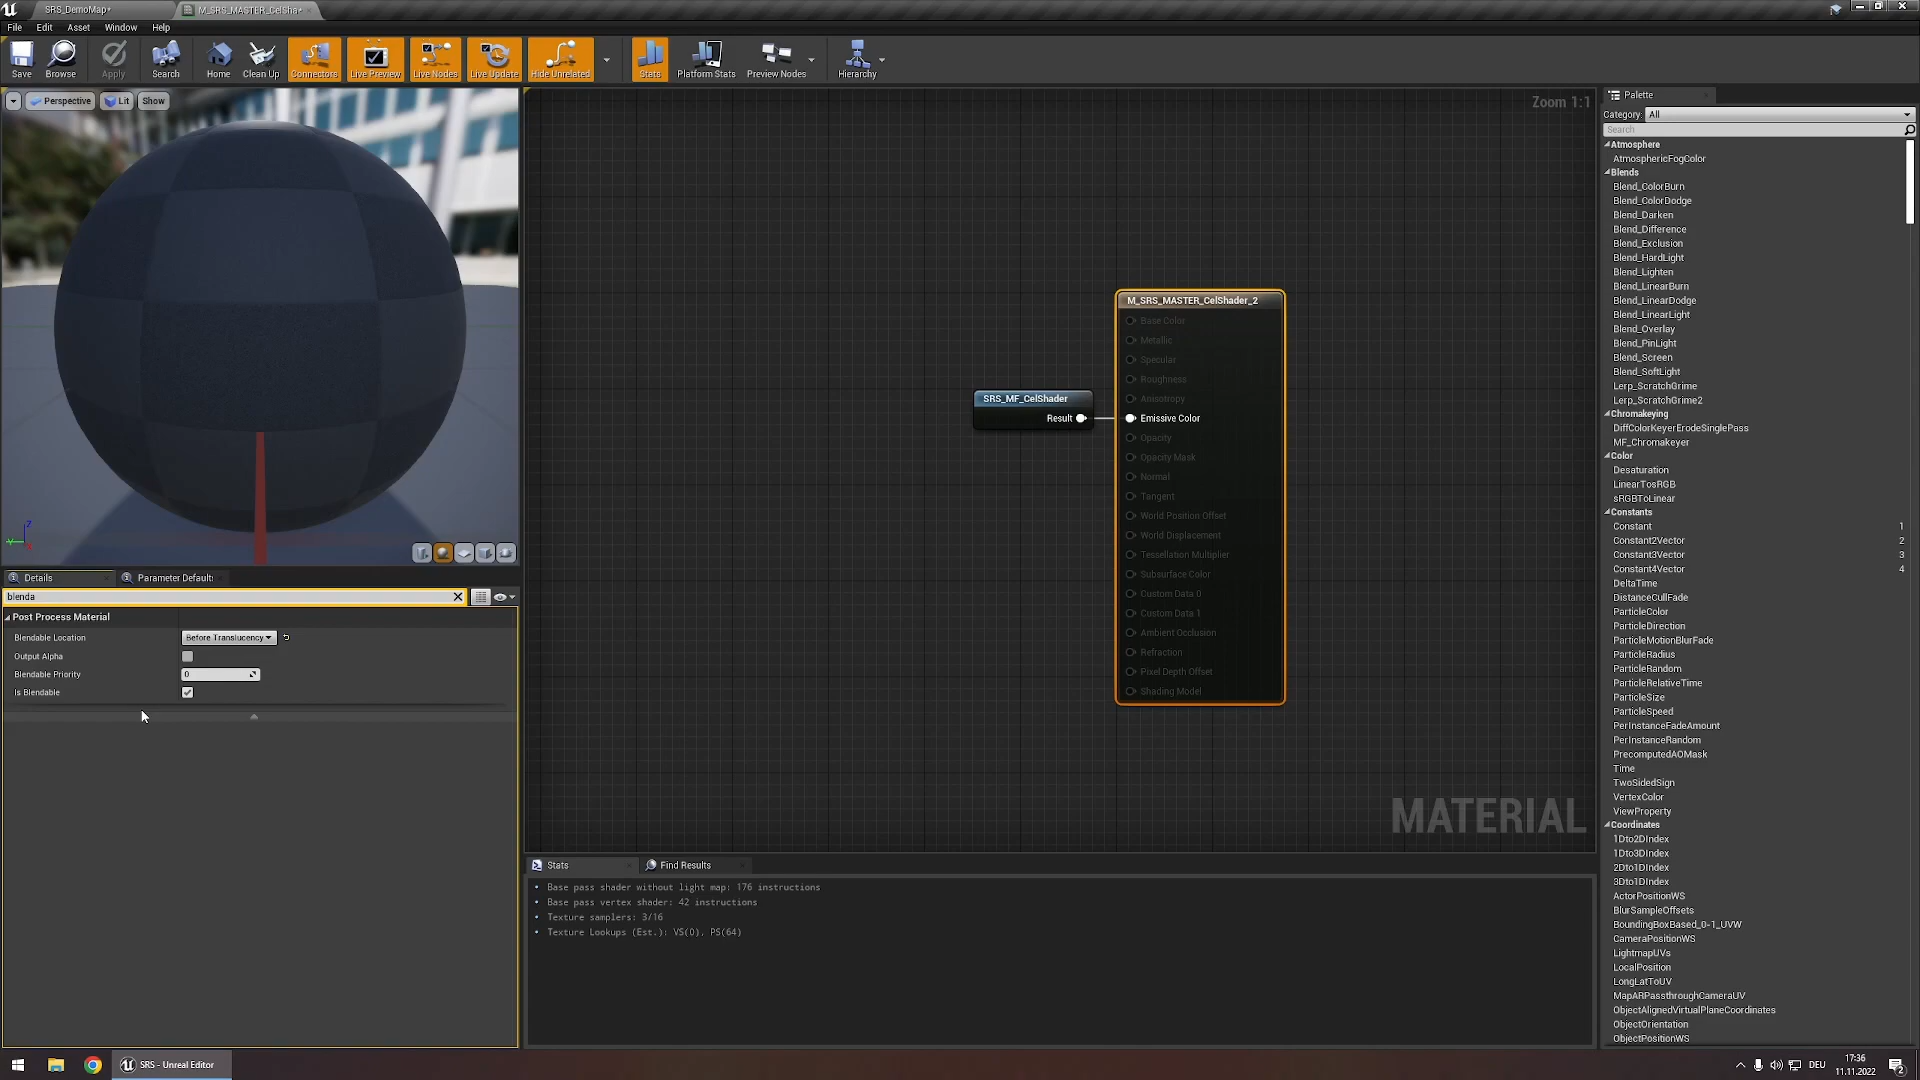 SRS_DemoMap*
M_SRS_MASTER_CelSha*
File Edit Asset Window Help
Save Browse Apply Search Home Clean Up Connectors Live Preview Live Nodes Live Update Hide Unrelated Stats Platform Stats Preview Nodes Hierarchy
Perspective Lit Show
Zoom 1:1
Z
Y
Details Parameter Default
blenda
Post Process Material
Blendable Location Before Translucency
Output Alpha
Blendable Priority 0
Is Blendable
SRS_MF_CelShader
Result
M_SRS_MASTER_CelShader_2
Base Color
Metallic
Specular
Roughness
Anisotropy
Emissive Color
Opacity
Opacity Mask
Normal
Tangent
World Position Offset
World Displacement
Tessellation Multiplier
Subsurface Color
Custom Data 0
Custom Data 1
Ambient Occlusion
Refraction
Pixel Depth Offset
Shading Model
MATERIAL
Stats Find Results
Base pass shader without light map: 176 instructions
Base pass vertex shader: 42 instructions
Texture samplers: 3/16
Texture Lookups (Est.): VS(0), PS(64)
Palette
Category: All
Search
Atmosphere
AtmosphericFogColor
Blends
Blend_ColorBurn
Blend_ColorDodge
Blend_Darken
Blend_Difference
Blend_Exclusion
Blend_HardLight
Blend_Lighten
Blend_LinearBurn
Blend_LinearDodge
Blend_LinearLight
Blend_Overlay
Blend_PinLight
Blend_Screen
Blend_SoftLight
Lerp_ScratchGrime
Lerp_ScratchGrime2
Chromakeying
DiffColorKeyerErodeSinglePass
MF_Chromakeyer
Color
Desaturation
LinearTosRGB
sRGBToLinear
Constants
Constant 1
Constant2Vector 2
Constant3Vector 3
Constant4Vector 4
DeltaTime
DistanceCullFade
ParticleColor
ParticleDirection
ParticleMotionBlurFade
ParticleRadius
ParticleRandom
ParticleRelativeTime
ParticleSize
ParticleSpeed
PerInstanceFadeAmount
PerInstanceRandom
PrecomputedAOMask
Time
TwoSidedSign
VertexColor
ViewProperty
Coordinates
1Dto2DIndex
1Dto3DIndex
2Dto1DIndex
3Dto1DIndex
ActorPositionWS
BlurSampleOffsets
BoundingBoxBased_0-1_UVW
CameraPositionWS
LightmapUVs
LocalPosition
LongLatToUV
MapARPassthroughCameraUV
ObjectAlignedVirtualPlaneCoordinates
ObjectOrientation
ObjectPositionWS
SRS - Unreal Editor
DEU
17:36
11.11.2022
2